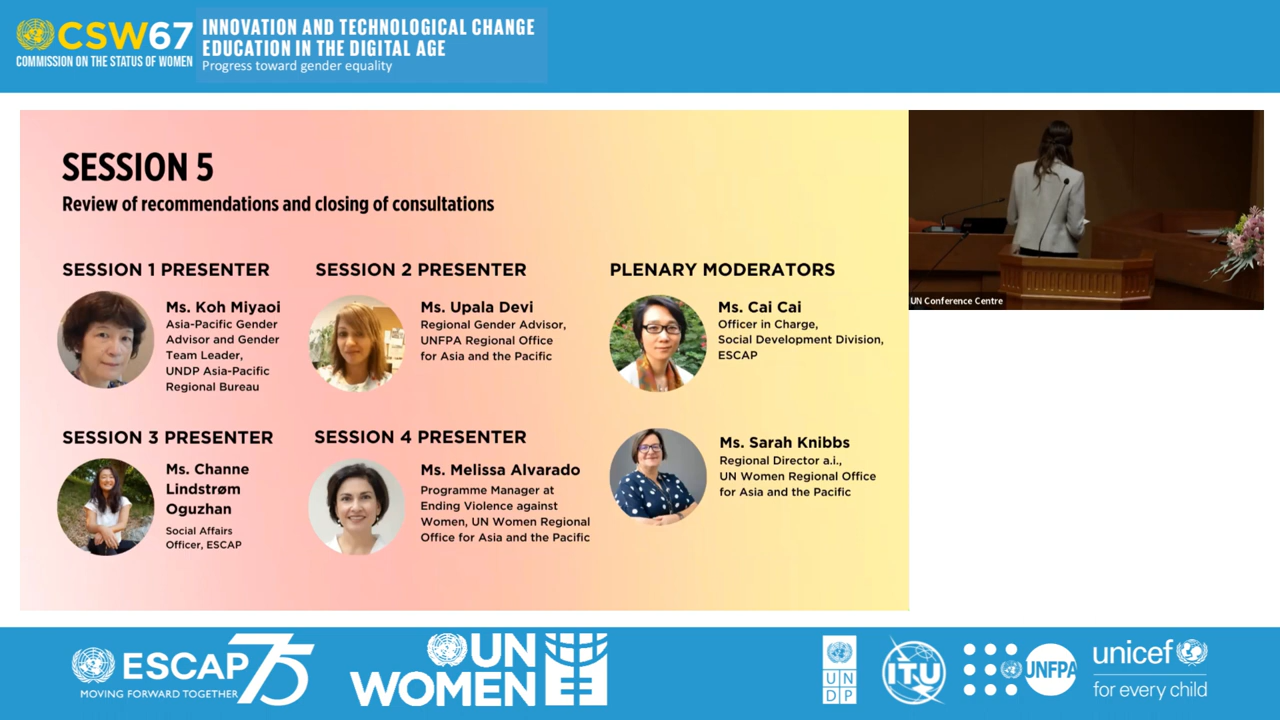 CSW67
COMMISSION ON THE STATUS OF WOMEN
INNOVATION AND TECHNOLOGICAL CHANGE
EDUCATION IN THE DIGITAL AGE
Progress toward gender equality
SESSION 5
Review of recommendations and closing of consultations
SESSION 1 PRESENTER
Ms. Koh Miyaoi
Asia-Pacific Gender
Advisor and Gender
Team Leader,
UNDP Asia-Pacific
Regional Bureau
SESSION 2 PRESENTER
Ms. Upala Devi
Regional Gender Advisor,
UNFPA Regional Office
for Asia and the Pacific
PLENARY MODERATORS
Ms. Cai Cai
Officer in Charge,
Social Development Division,
ESCAP
SESSION 3 PRESENTER
Ms. Channe
Lindstrøm
Oguzhan
Social Affairs
Officer, ESCAP
SESSION 4 PRESENTER
Ms. Melissa Alvarado
Programme Manager at
Ending Violence against
Women, UN Women Regional
Office for Asia and the Pacific
Ms. Sarah Knibbs
Regional Director a.i.,
UN Women Regional Office
for Asia and the Pacific
UN Conference Centre
ESCAP 75
MOVING FORWARD TOGETHER
UN
WOMEN
U N
D P
ITU
UNFPA
unicef
for every child